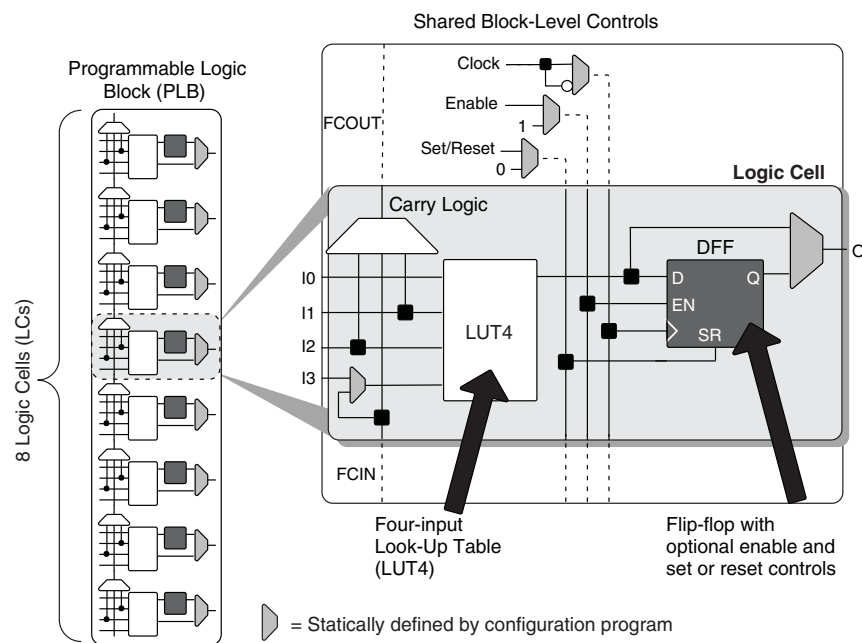 Shared Block-Level Controls
Programmable Logic
Block (PLB)
Clock
Enable
1
FCOUT
Set/Reset
0
Logic Cell
Carry Logic
DFF
I0
I1
I2
I3
LUT4
D
Q
EN
SR
O
8 Logic Cells (LCs)
FCIN
Four-input
Look-Up Table
(LUT4)
Flip-flop with
optional enable and
set or reset controls
= Statically defined by configuration program